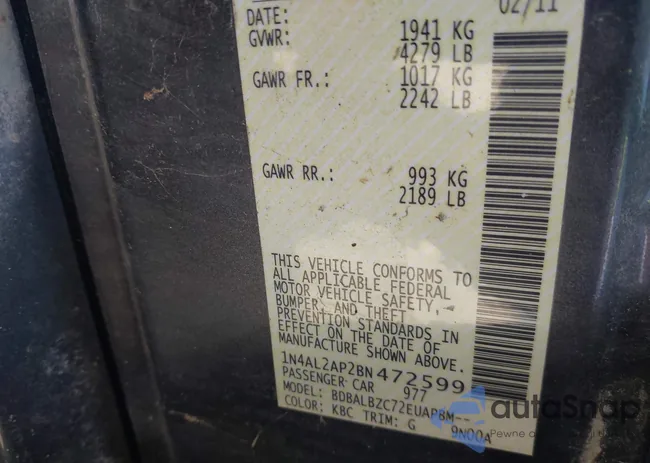 DATE: 02/11
GVWR: 1941 KG
4279 LB
GAWR FR.: 1017 KG
2242 LB
GAWR RR.: 993 KG
2189 LB
THIS VEHICLE CONFORMS TO
ALL APPLICABLE FEDERAL
MOTOR VEHICLE SAFETY,
BUMPER, AND THEFT
PREVENTION STANDARDS IN
EFFECT ON THE DATE OF
MANUFACTURE SHOWN ABOVE.
1N4AL2AP2BN472599
PASSENGER CAR 977
MODEL: BDBALBZC72EUAP8M--
COLOR: KBC TRIM: G 9N00A
autoSnap
Pewne